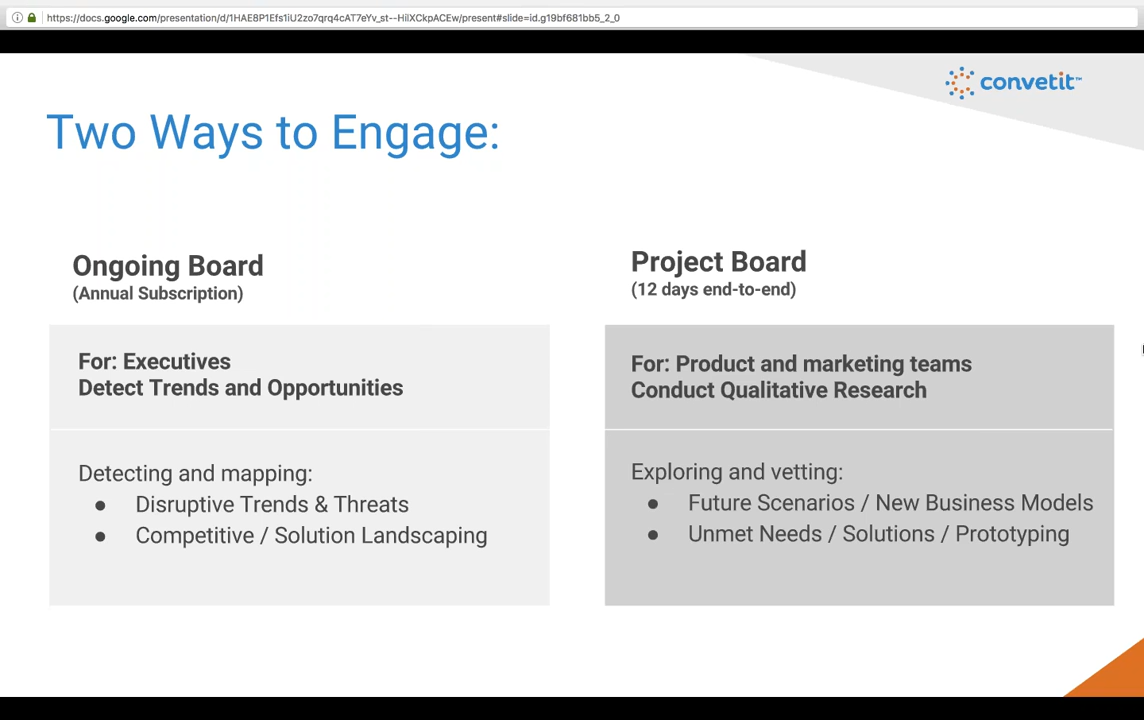 https://docs.google.com/presentation/d/1HAE8P1Efs1iU2zo7qrq4cAT7eYv_st--HilXCkpACEw/present#slide=id.g19bf681bb5_2_0
convetit™
Two Ways to Engage:
Ongoing Board
(Annual Subscription)
For: Executives
Detect Trends and Opportunities
Detecting and mapping:
● Disruptive Trends & Threats
● Competitive / Solution Landscaping
Project Board
(12 days end-to-end)
For: Product and marketing teams
Conduct Qualitative Research
Exploring and vetting:
● Future Scenarios / New Business Models
● Unmet Needs / Solutions / Prototyping